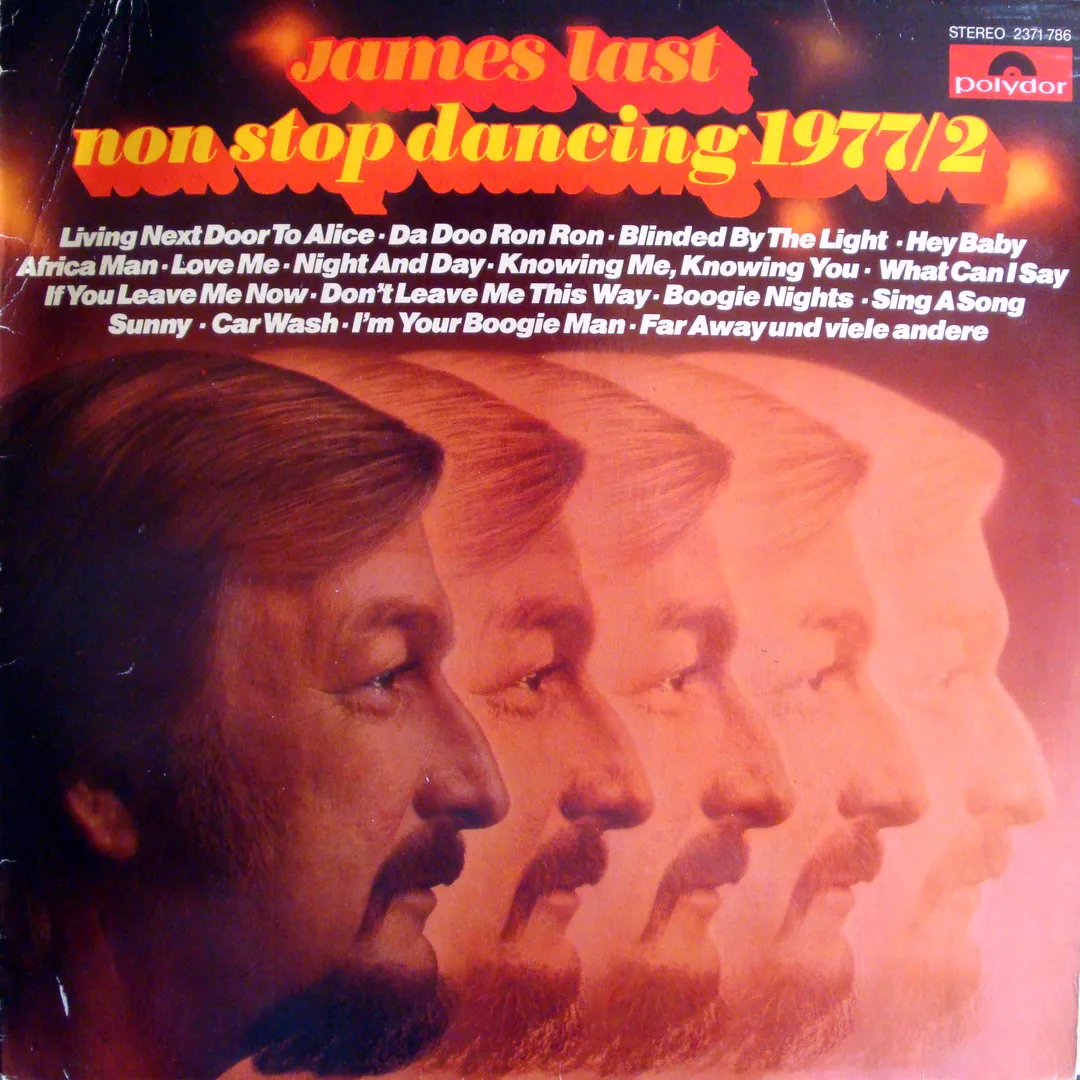 STEREO 2371 786
polydor
james last
non stop dancing 1977/2
Living Next Door To Alice · Da Doo Ron Ron · Blinded By The Light · Hey Baby
Africa Man · Love Me · Night And Day · Knowing Me, Knowing You · What Can I Say
If You Leave Me Now · Don't Leave Me This Way · Boogie Nights · Sing A Song
Sunny · Car Wash · I'm Your Boogie Man · Far Away und viele andere